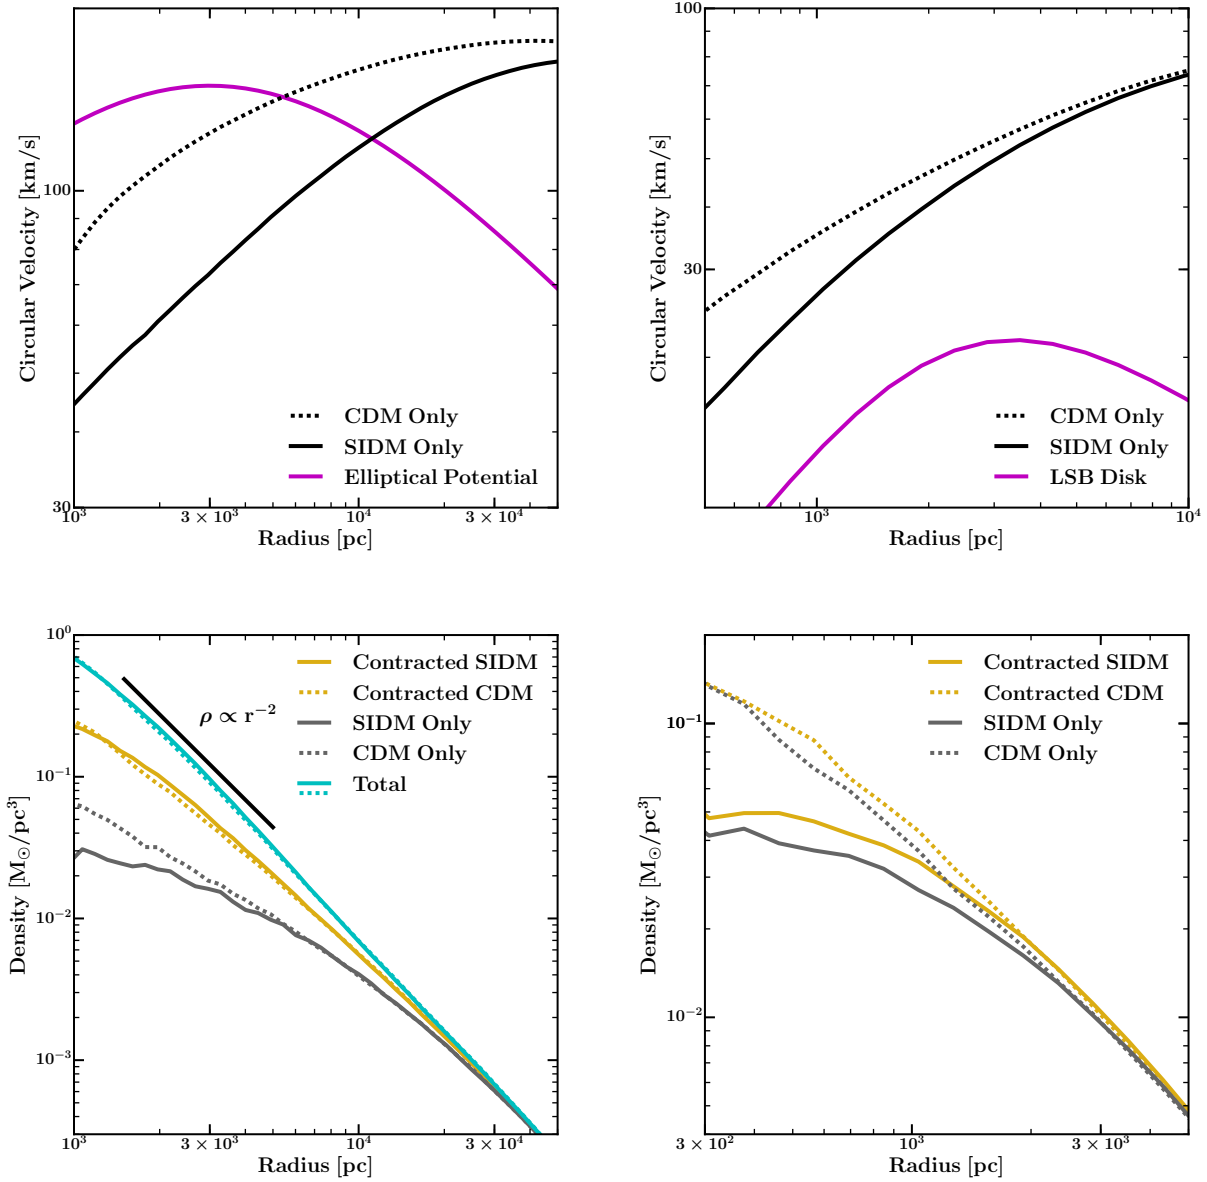 100
30
Circular Velocity [km/s]
CDM Only
SIDM Only
Elliptical Potential
10³
3 × 10³
10⁴
3 × 10⁴
Radius [pc]
100
30
Circular Velocity [km/s]
CDM Only
SIDM Only
LSB Disk
10³
10⁴
Radius [pc]
10⁰
10⁻¹
10⁻²
10⁻³
Density [M⊙/pc³]
Contracted SIDM
Contracted CDM
SIDM Only
CDM Only
Total
ρ ∝ r⁻²
10³
3 × 10³
10⁴
3 × 10⁴
Radius [pc]
10⁻¹
10⁻²
Density [M⊙/pc³]
Contracted SIDM
Contracted CDM
SIDM Only
CDM Only
3 × 10²
10³
3 × 10³
Radius [pc]